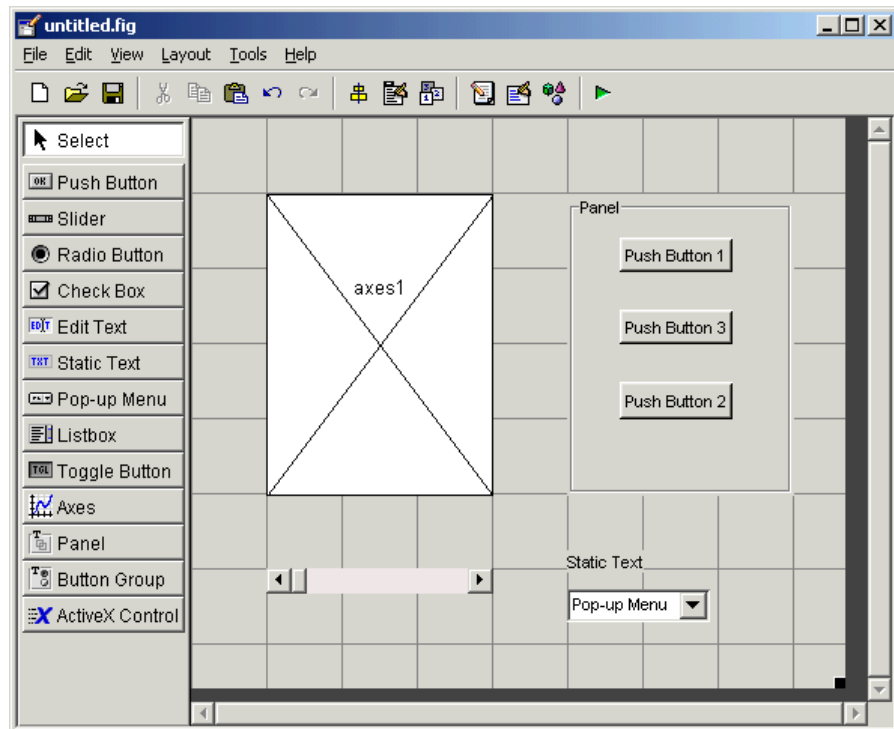 untitled.fig
File Edit View Layout Tools Help
Select
Push Button
Slider
Radio Button
Check Box
Edit Text
Static Text
Pop-up Menu
Listbox
Toggle Button
Axes
Panel
Button Group
ActiveX Control
axes1
Panel
Push Button 1
Push Button 3
Push Button 2
Static Text
Pop-up Menu